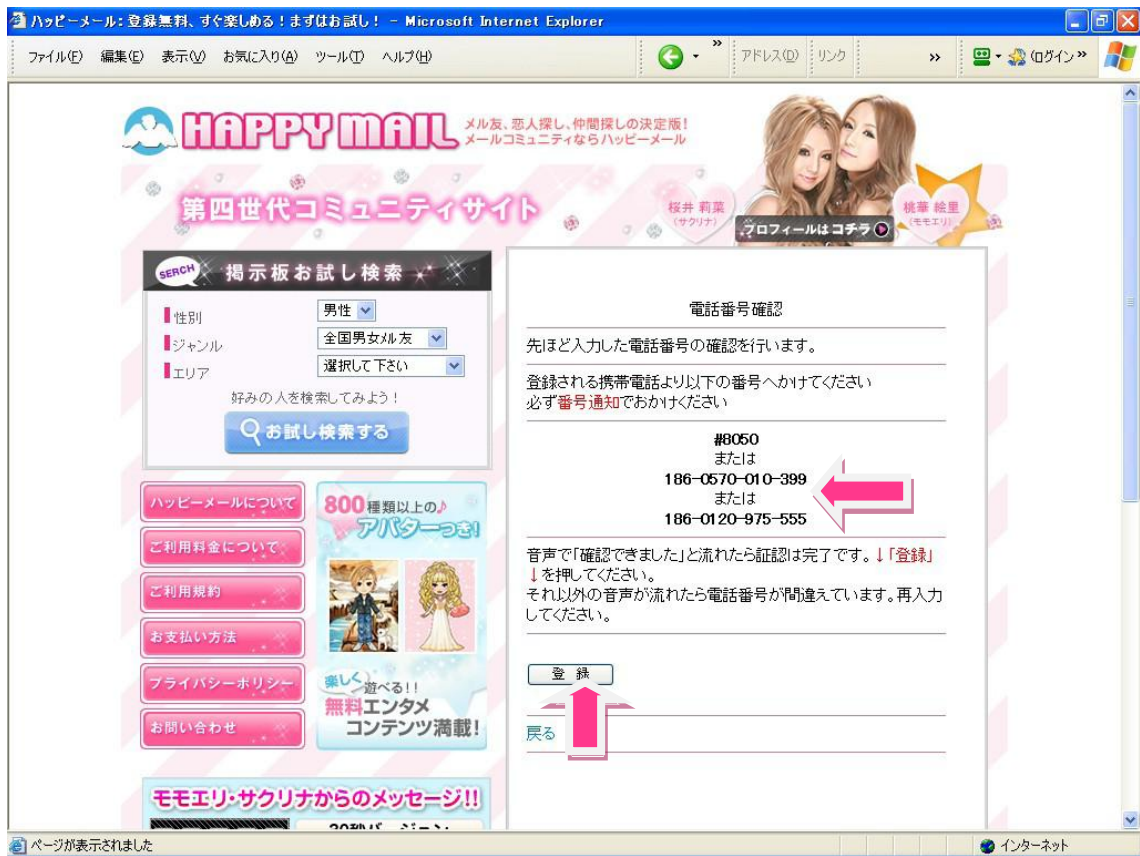 ハッピーメール：登録無料、すぐ楽しめる！まずはお試し！ - Microsoft Internet Explorer
ファイル(F) 編集(E) 表示(V) お気に入り(A) ツール(T) ヘルプ(H)
» アドレス(D) リンク » (ログイン »
HAPPY MAIL
メル友、恋人探し、仲間探しの決定版！
メールコミュニティならハッピーメール
第四世代コミュニティサイト
桜井 莉菜
(サクリナ)
プロフィールはコチラ
桃華 絵里
(モモエリ)
SERCH 掲示板お試し検索
性別 男性
ジャンル 全国男女メル友
エリア 選択して下さい
好みの人を検索してみよう！
お試し検索する
ハッピーメールについて
ご利用料金について
ご利用規約
お支払い方法
プライバシーポリシー
お問い合わせ
800種類以上の♪
アバターつき!
楽しく遊べる!!
無料エンタメ
コンテンツ満載!
モモエリ・サクリナからのメッセージ!!
電話番号確認
先ほど入力した電話番号の確認を行います。
登録される携帯電話より以下の番号へかけてください
必ず番号通知でおかけください
#8050
または
186-0570-010-399
または
186-0120-975-555
音声で「確認できました」と流れたら証認は完了です。↓「登録」
↓を押してください。
それ以外の音声が流れたら電話番号が間違えています。再入力
してください。
登 録
戻る
ページが表示されました
インターネット